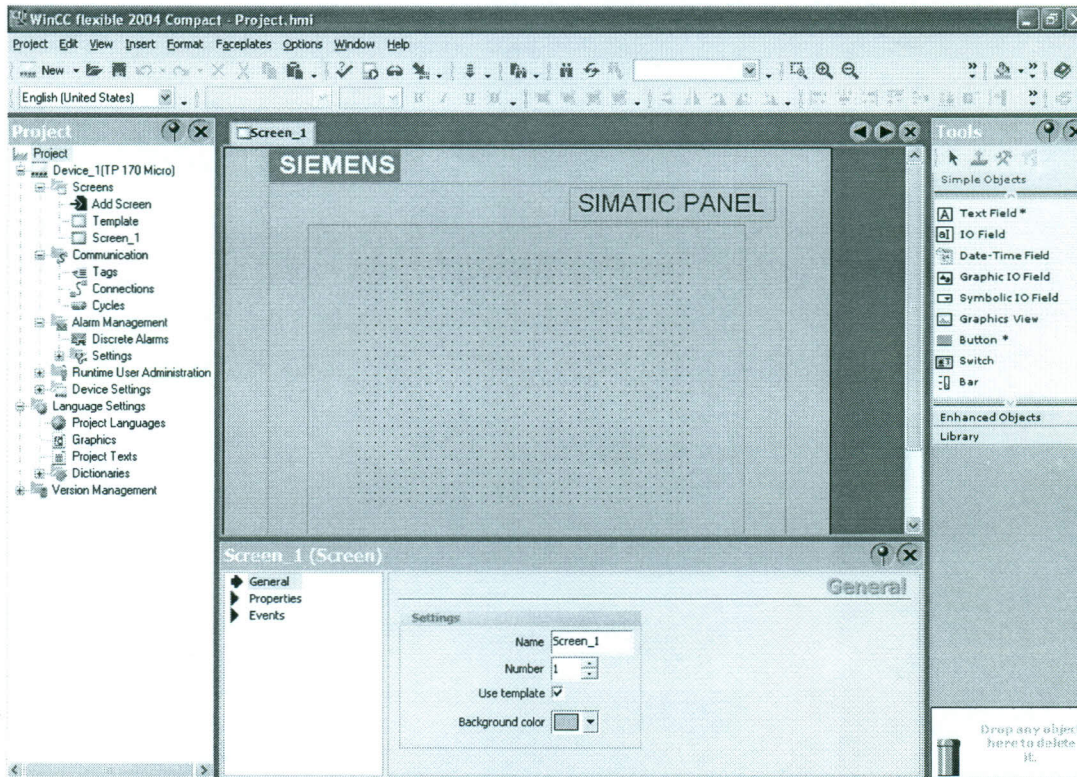 WinCC flexible 2004 Compact - Project.hmi
Project Edit View Insert Format Faceplates Options Window Help
New
English (United States)
Project
Project
Device_1(TP 170 Micro)
Screens
Add Screen
Template
Screen_1
Communication
Tags
Connections
Cycles
Alarm Management
Discrete Alarms
Settings
Runtime User Administration
Device Settings
Language Settings
Project Languages
Graphics
Project Texts
Dictionaries
Version Management
Screen_1
SIEMENS
SIMATIC PANEL
Tools
Simple Objects
A Text Field *
aI IO Field
Date-Time Field
Graphic IO Field
Symbolic IO Field
Graphics View
Button *
Switch
Bar
Enhanced Objects
Library
Screen_1 (Screen)
General
Properties
Events
General
Settings
Name Screen_1
Number 1
Use template
Background color
Drop any object
here to delete
it.